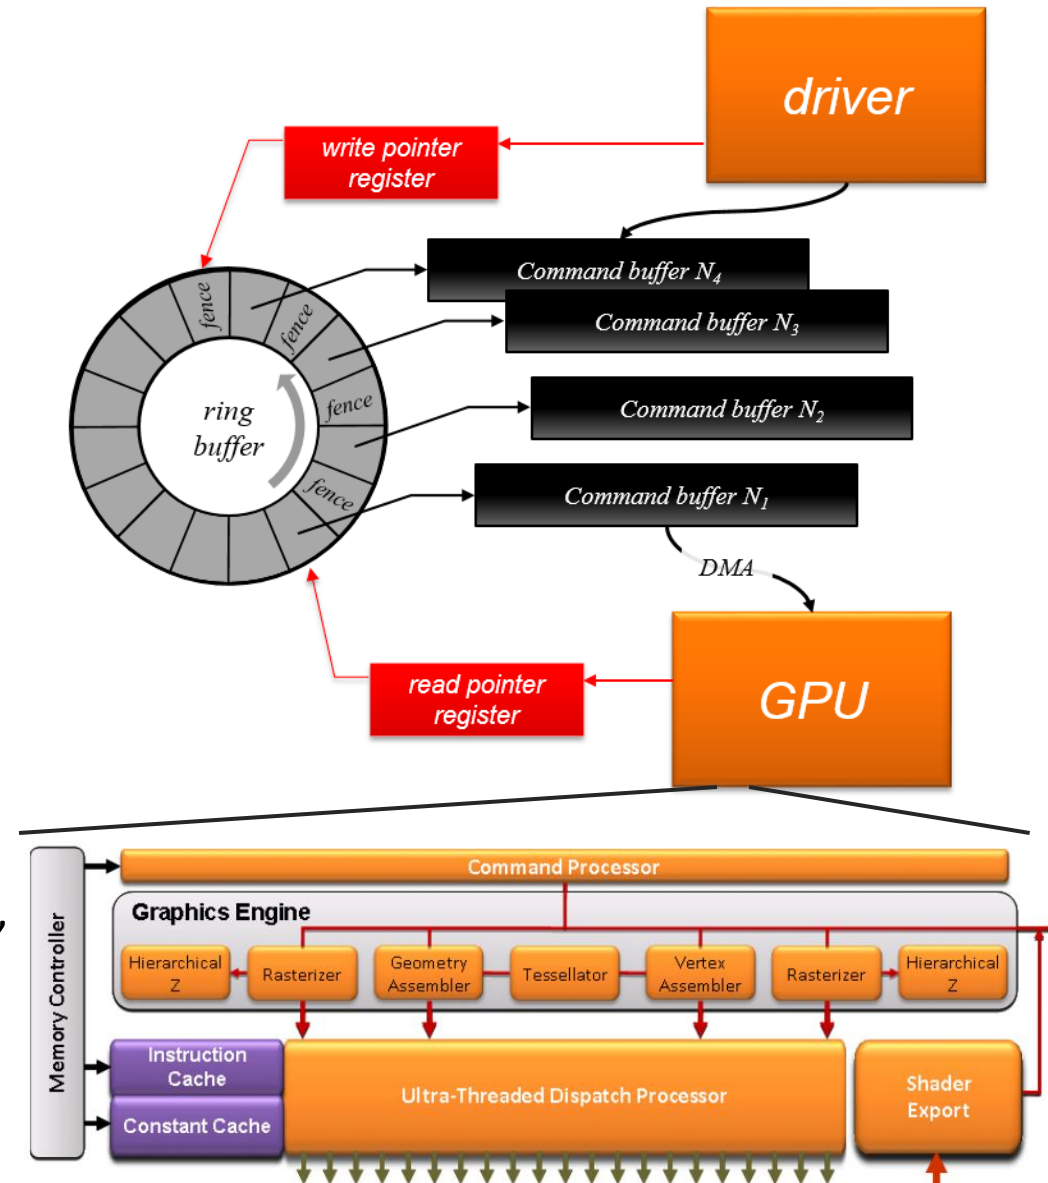 driver
write pointer
register
Command buffer N4
fence
fence
Command buffer N3
fence
Command buffer N2
ring
buffer
fence
Command buffer N1
DMA
read pointer
register
GPU
Command Processor
Graphics Engine
Memory Controller
Hierarchical
Z
Rasterizer
Geometry
Assembler
Tessellator
Vertex
Assembler
Rasterizer
Hierarchical
Z
Instruction
Cache
Constant Cache
Ultra-Threaded Dispatch Processor
Shader
Export